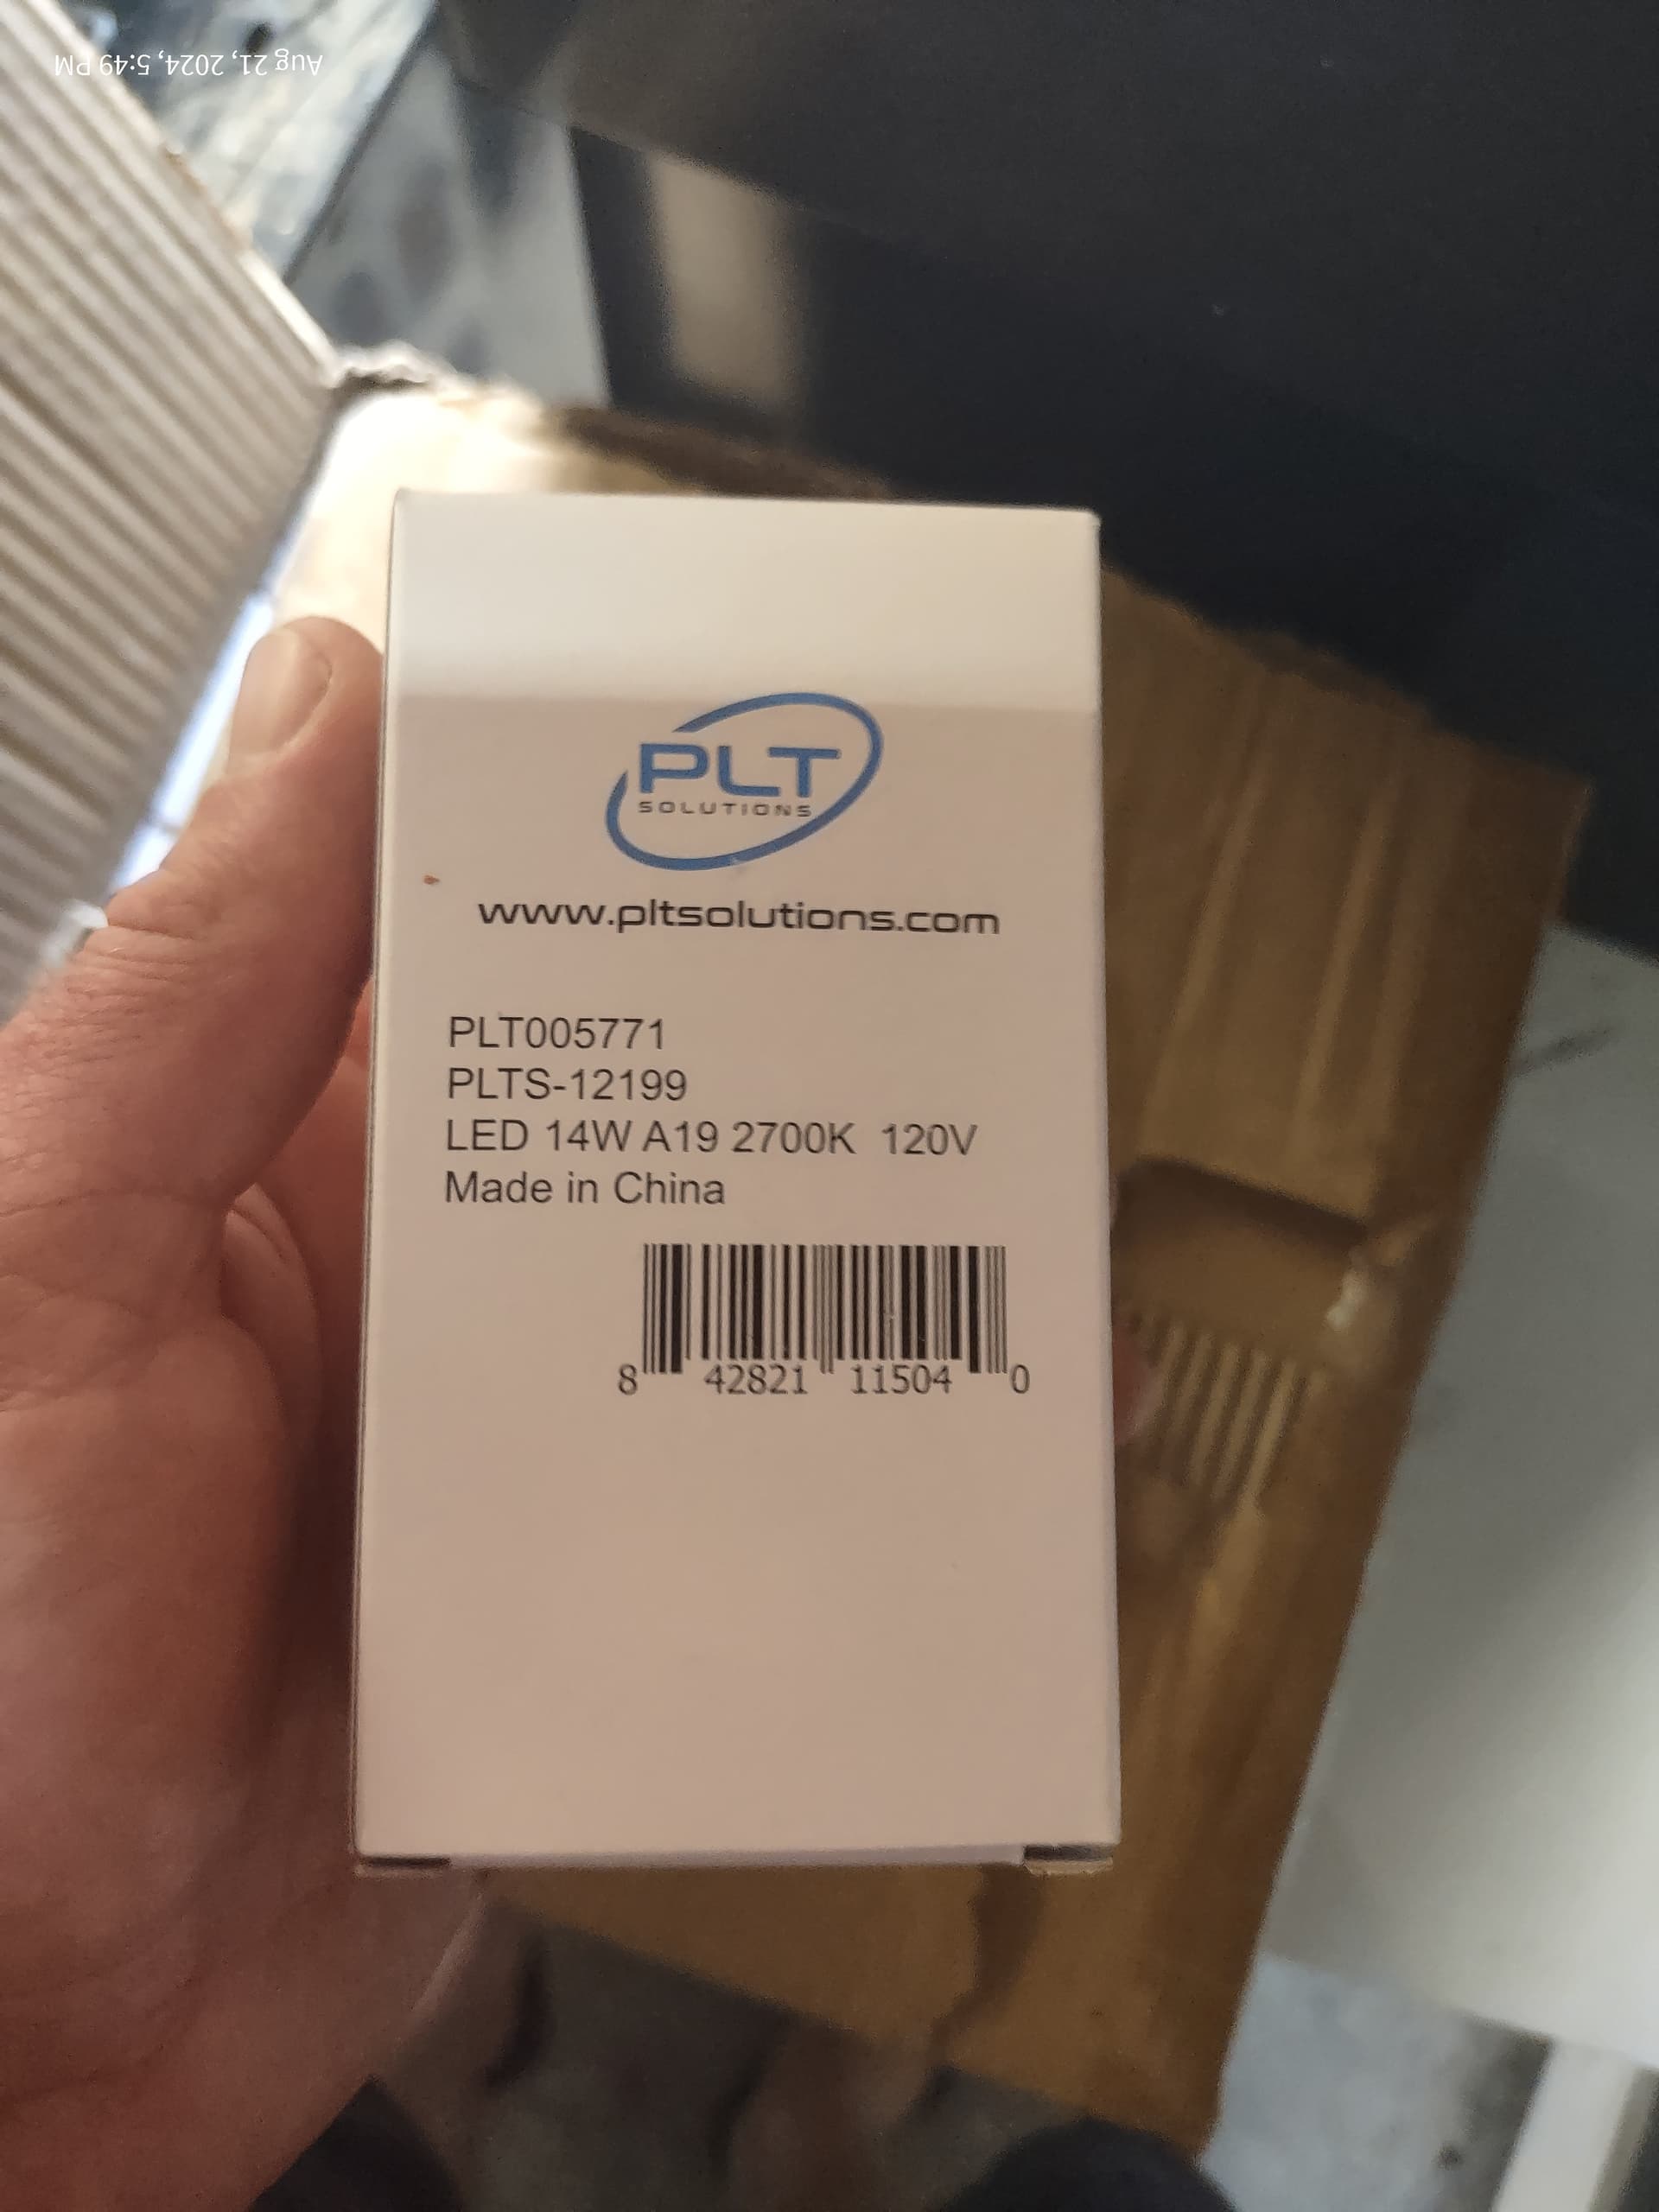 Aug 21, 2024, 5:49 PM
PLT
SOLUTIONS
www.pltsolutions.com
PLT005771
PLTS-12199
LED 14W A19 2700K 120V
Made in China
8 42821 11504 0